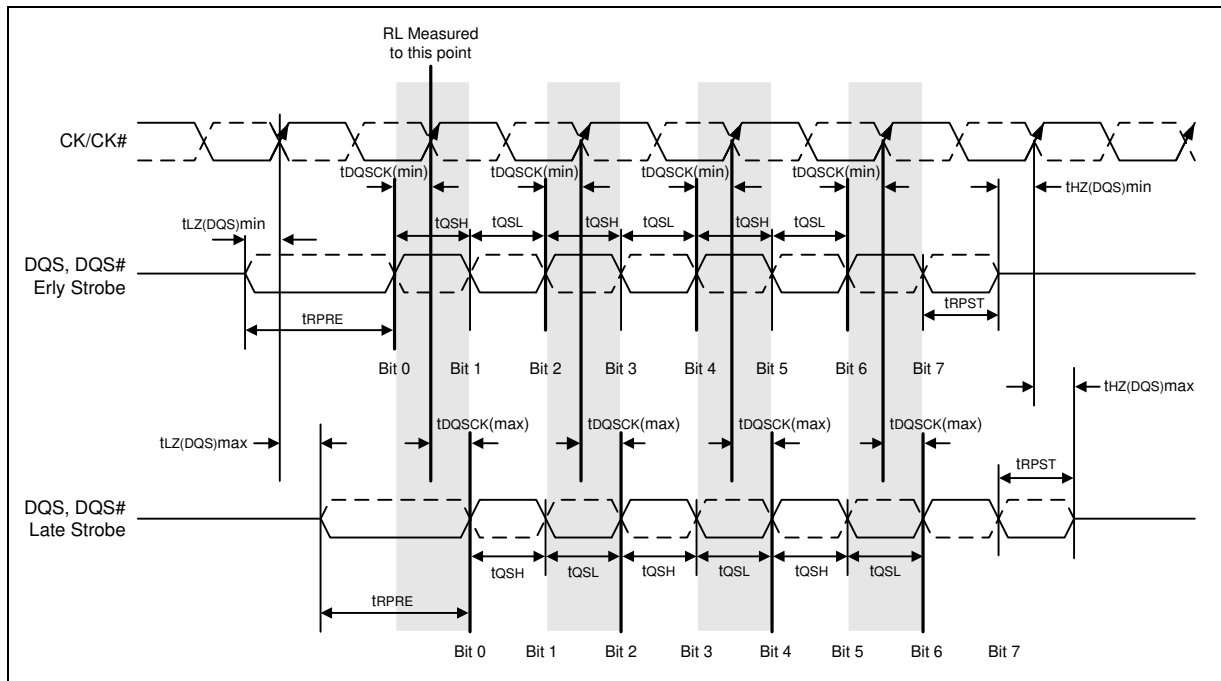 RL Measured
to this point
CK/CK#
tDQSCK(min) tDQSCK(min) tDQSCK(min) tDQSCK(min)
tHZ(DQS)min
tLZ(DQS)min
tQSH tQSL tQSH tQSL tQSH tQSL
DQS, DQS#
Erly Strobe
tRPRE
tRPST
Bit 0 Bit 1 Bit 2 Bit 3 Bit 4 Bit 5 Bit 6 Bit 7
tHZ(DQS)max
tDQSCK(max) tDQSCK(max) tDQSCK(max) tDQSCK(max)
tLZ(DQS)max
tRPST
DQS, DQS#
Late Strobe
tQSH tQSL tQSH tQSL tQSH tQSL
tRPRE
Bit 0 Bit 1 Bit 2 Bit 3 Bit 4 Bit 5 Bit 6 Bit 7